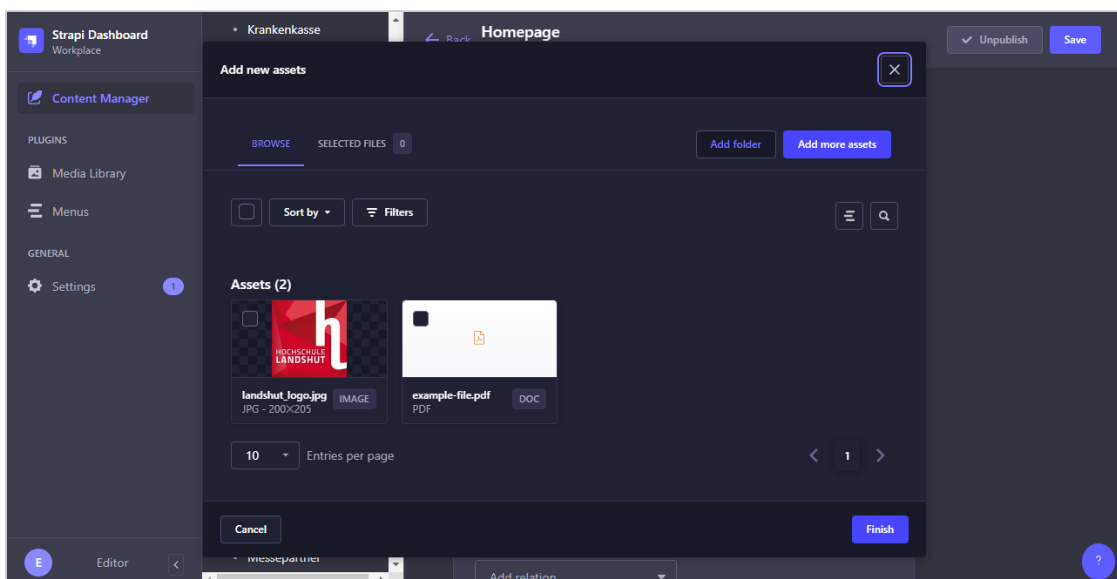 Strapi Dashboard
Workplace
Content Manager
PLUGINS
Media Library
Menus
GENERAL
Settings
1
E
Editor
Krankenkasse
Back
Homepage
Unpublish
Save
Add new assets
BROWSE
SELECTED FILES 0
Add folder
Add more assets
Sort by
Filters
Assets (2)
HOCHSCHULE
LANDSHUT
landshut_logo.jpg
JPG - 200×205
IMAGE
example-file.pdf
PDF
DOC
10
Entries per page
1
Cancel
Finish
Messepartner
Add relation
?